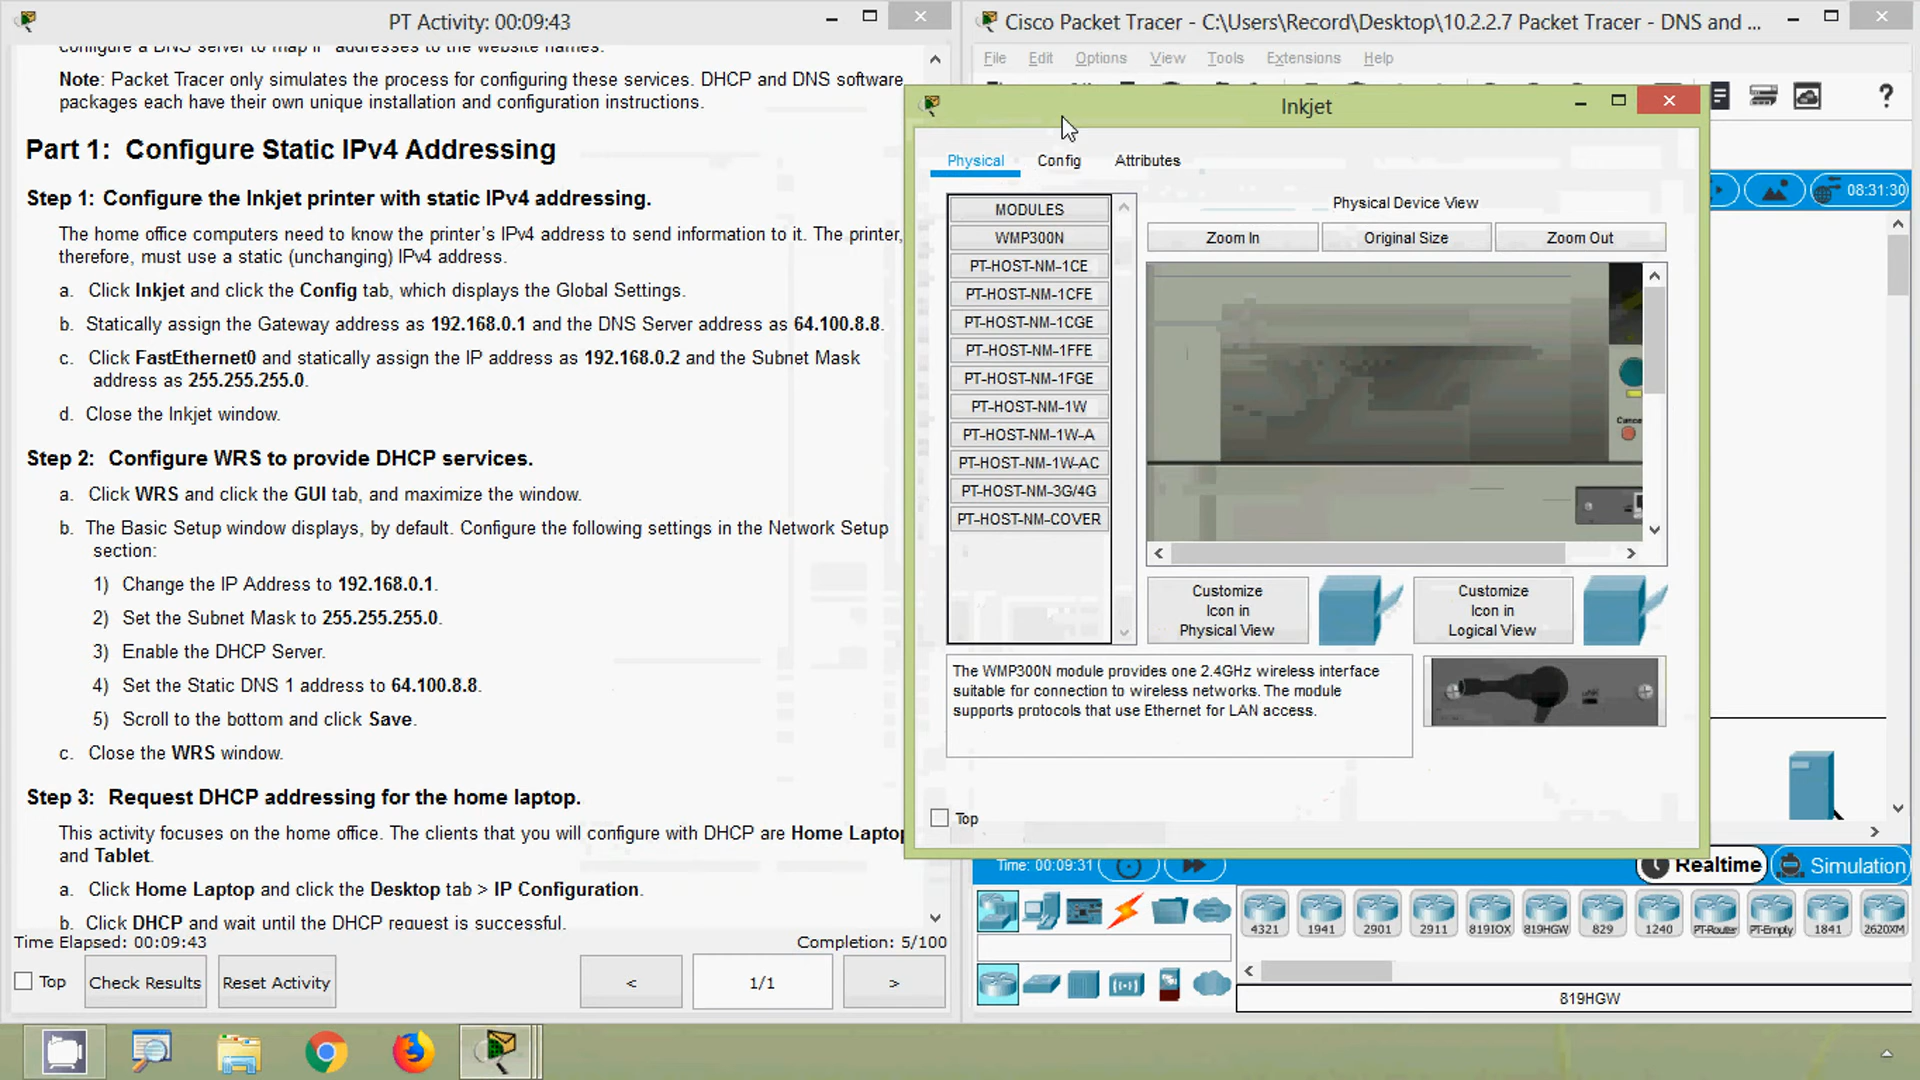 PT Activity: 00:09:43
configure a DNS server to map IP addresses to the website names.
Note: Packet Tracer only simulates the process for configuring these services. DHCP and DNS software
packages each have their own unique installation and configuration instructions.
Part 1: Configure Static IPv4 Addressing
Step 1: Configure the Inkjet printer with static IPv4 addressing.
The home office computers need to know the printer's IPv4 address to send information to it. The printer,
therefore, must use a static (unchanging) IPv4 address.
a. Click Inkjet and click the Config tab, which displays the Global Settings.
b. Statically assign the Gateway address as 192.168.0.1 and the DNS Server address as 64.100.8.8.
c. Click FastEthernet0 and statically assign the IP address as 192.168.0.2 and the Subnet Mask
address as 255.255.255.0.
d. Close the Inkjet window.
Step 2: Configure WRS to provide DHCP services.
a. Click WRS and click the GUI tab, and maximize the window.
b. The Basic Setup window displays, by default. Configure the following settings in the Network Setup
section:
1) Change the IP Address to 192.168.0.1.
2) Set the Subnet Mask to 255.255.255.0.
3) Enable the DHCP Server.
4) Set the Static DNS 1 address to 64.100.8.8.
5) Scroll to the bottom and click Save.
c. Close the WRS window.
Step 3: Request DHCP addressing for the home laptop.
This activity focuses on the home office. The clients that you will configure with DHCP are Home Laptop
and Tablet.
a. Click Home Laptop and click the Desktop tab > IP Configuration.
b. Click DHCP and wait until the DHCP request is successful.
Time Elapsed: 00:09:43
Completion: 5/100
Top
Check Results
Reset Activity
<
1/1
>
Cisco Packet Tracer - C:\Users\Record\Desktop\10.2.2.7 Packet Tracer - DNS and ...
File Edit Options View Tools Extensions Help
?
08:31:30
Inkjet
Physical Config Attributes
MODULES
WMP300N
PT-HOST-NM-1CE
PT-HOST-NM-1CFE
PT-HOST-NM-1CGE
PT-HOST-NM-1FFE
PT-HOST-NM-1FGE
PT-HOST-NM-1W
PT-HOST-NM-1W-A
PT-HOST-NM-1W-AC
PT-HOST-NM-3G/4G
PT-HOST-NM-COVER
Physical Device View
Zoom In
Original Size
Zoom Out
Customize
Icon in
Physical View
Customize
Icon in
Logical View
The WMP300N module provides one 2.4GHz wireless interface
suitable for connection to wireless networks. The module
supports protocols that use Ethernet for LAN access.
Top
Time: 00:09:31
Realtime
Simulation
4321 1941 2901 2911 819IOX 819HGW 829 1240 PT-Router PT-Empty 1841 2620XM
819HGW